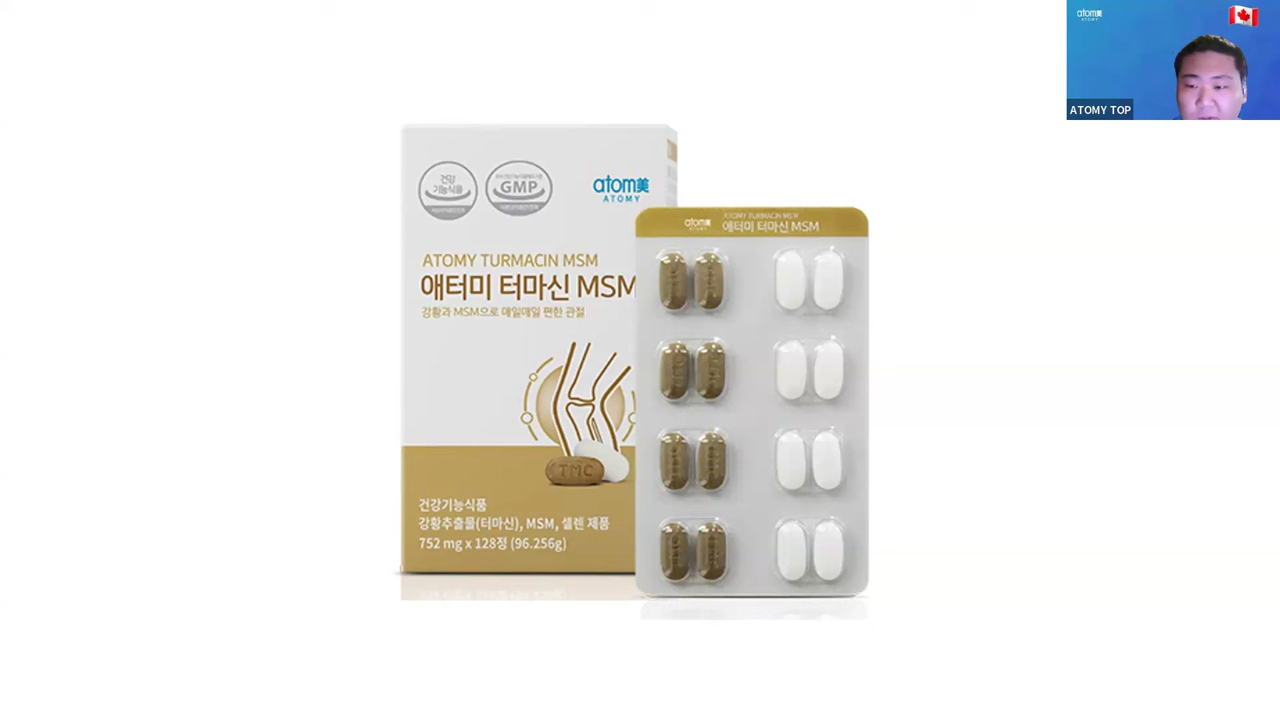 atom美
ATOMY
ATOMY TOP
건강
기능식품
GMP
atom美
ATOMY
ATOMY TURMACIN MSM
애터미 터마신 MSM
강황과 MSM으로 매일매일 편한 관절
TMC
건강기능식품
강황추출물(터마신), MSM, 셀렌 제품
752 mg x 128정 (96.256g)
atom美
ATOMY
ATOMY TURMACIN MSM
애터미 터마신 MSM